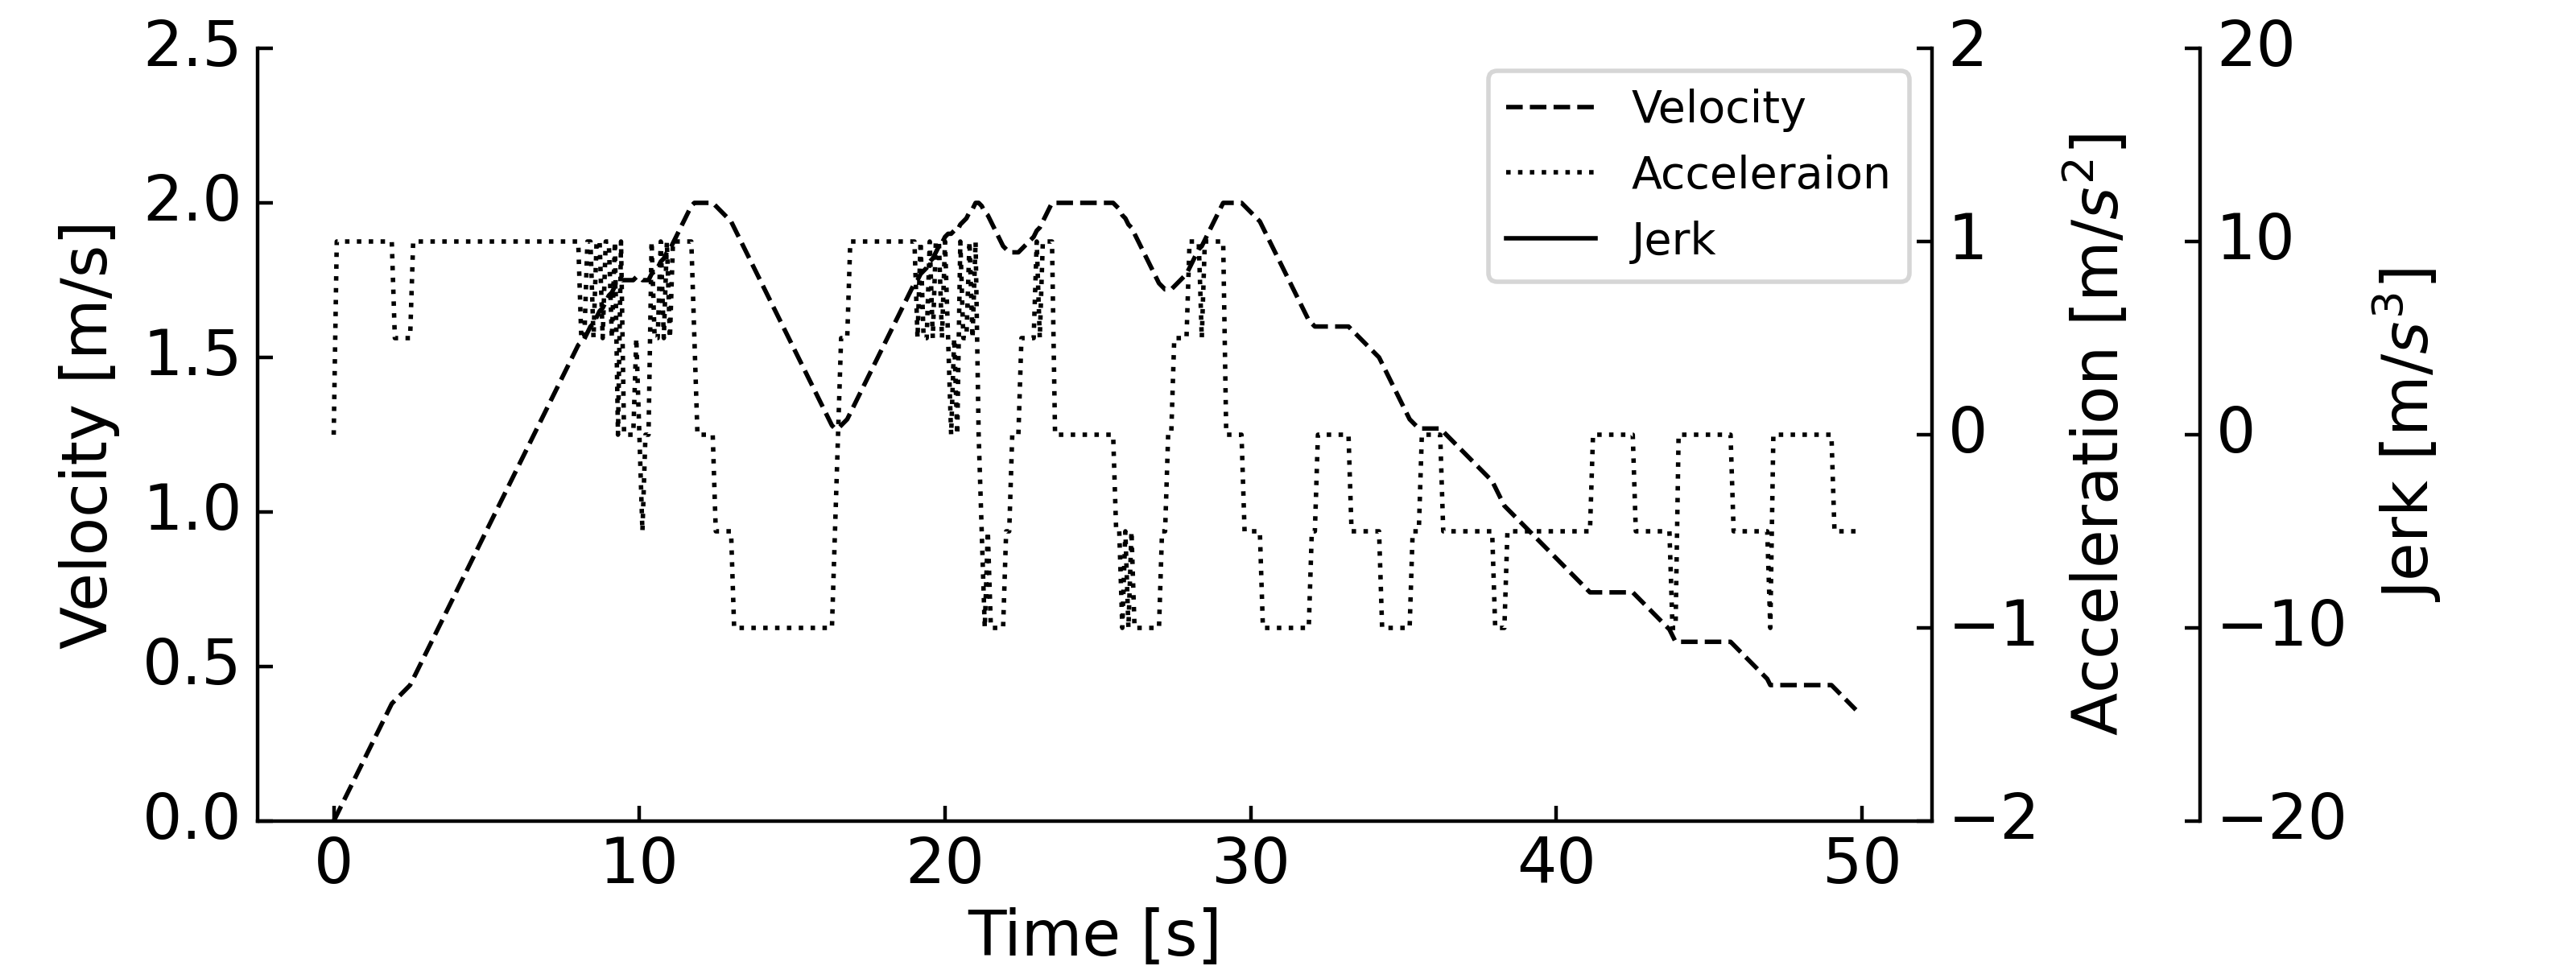 2.5
2.0
1.5
1.0
0.5
0.0
Velocity [m/s]
0 10 20 30 40 50
Time [s]
Velocity
Acceleraion
Jerk
2
1
0
−1
−2
Acceleration [m/s²]
20
10
0
−10
−20
Jerk [m/s³]